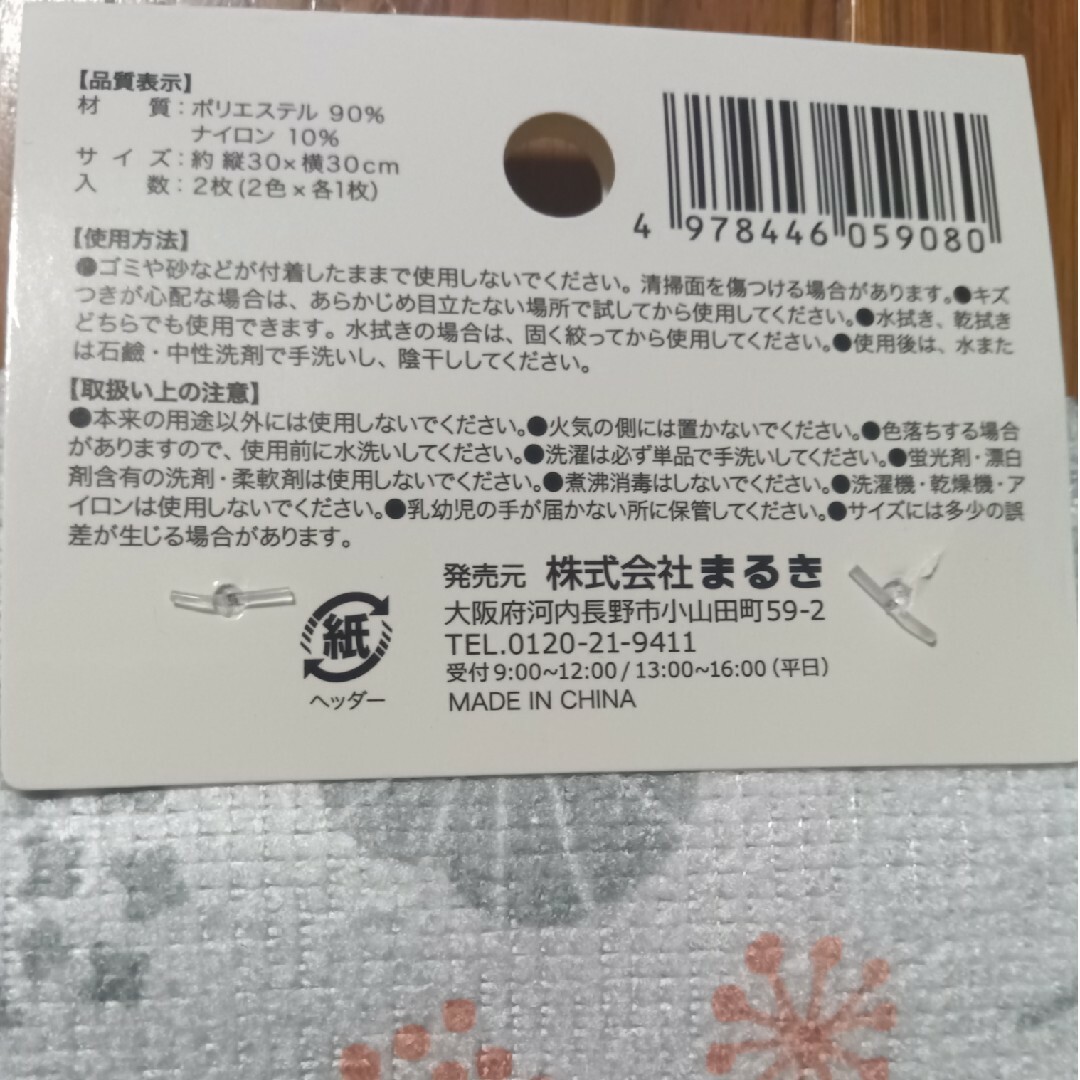 【品質表示】
材 質：ポリエステル 90%
ナイロン 10%
サイズ：約 縦30×横30cm
入 数：2枚(2色×各1枚)
4 978446 059080
【使用方法】
●ゴミや砂などが付着したままで使用しないでください。清掃面を傷つける場合があります。●キズ
つきが心配な場合は、あらかじめ目立たない場所で試してから使用してください。●水拭き、乾拭き
どちらでも使用できます。水拭きの場合は、固く絞ってから使用してください。●使用後は、水また
は石鹸・中性洗剤で手洗いし、陰干ししてください。
【取扱い上の注意】
●本来の用途以外には使用しないでください。●火気の側には置かないでください。●色落ちする場合
がありますので、使用前に水洗いしてください。●洗濯は必ず単品で手洗いしてください。●蛍光剤・漂白
剤含有の洗剤・柔軟剤は使用しないでください。●煮沸消毒はしないでください。●洗濯機・乾燥機・ア
イロンは使用しないでください。●乳幼児の手が届かない所に保管してください。●サイズには多少の誤
差が生じる場合があります。
紙
ヘッダー
発売元 株式会社まるき
大阪府河内長野市小山田町59-2
TEL.0120-21-9411
受付9:00~12:00/13:00~16:00(平日)
MADE IN CHINA